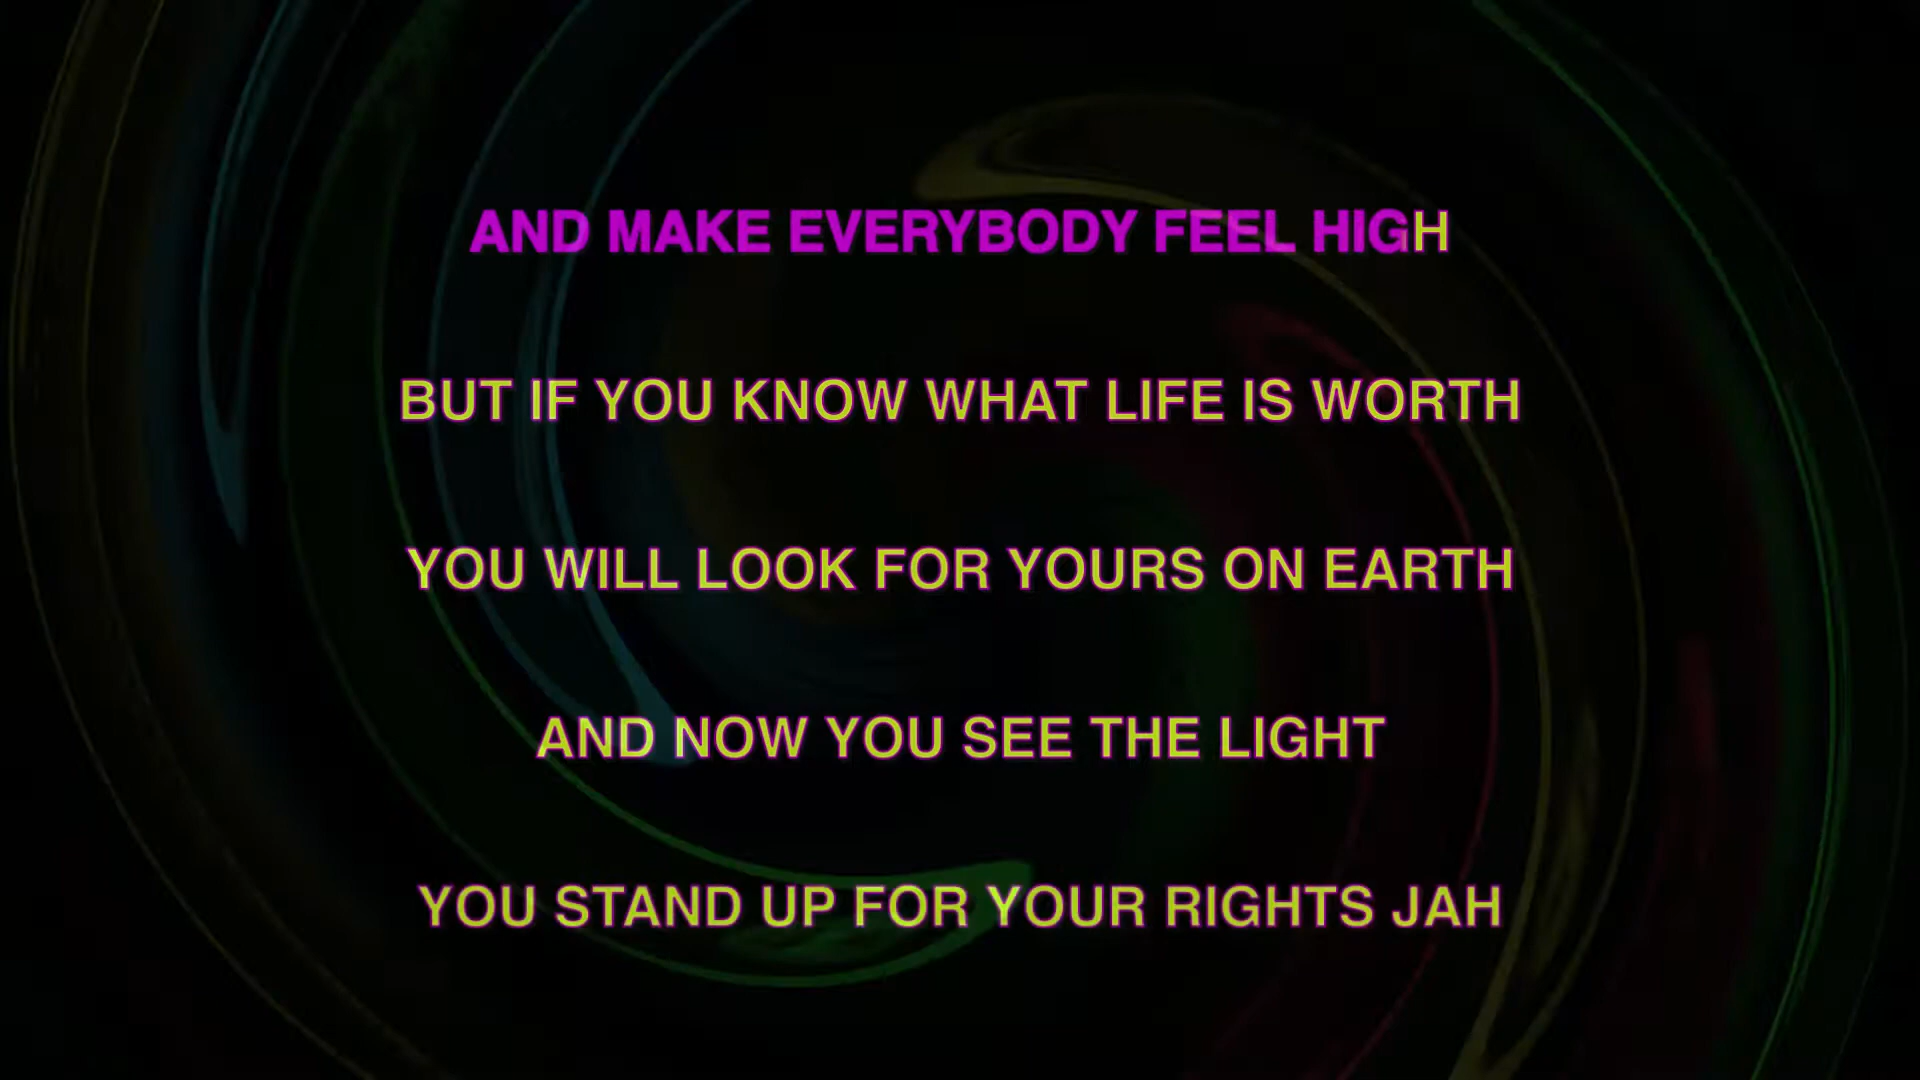 AND MAKE EVERYBODY FEEL HIGH
BUT IF YOU KNOW WHAT LIFE IS WORTH
YOU WILL LOOK FOR YOURS ON EARTH
AND NOW YOU SEE THE LIGHT
YOU STAND UP FOR YOUR RIGHTS JAH